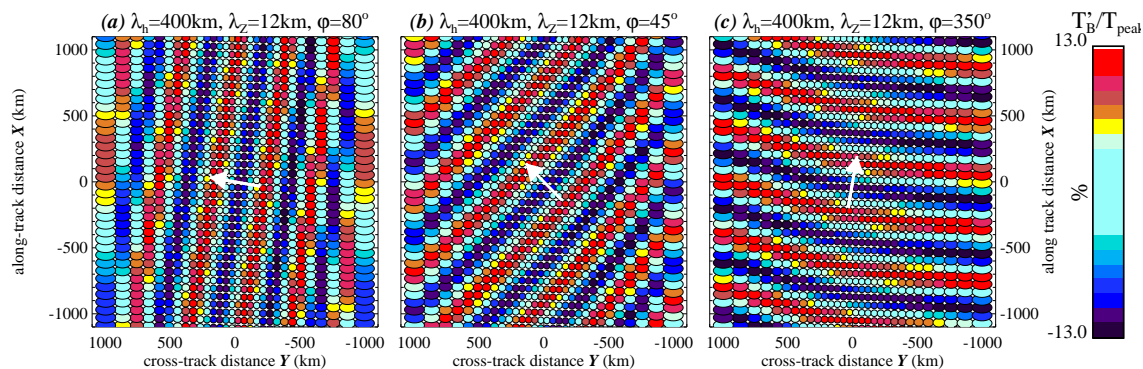 (a) λh=400km, λZ=12km, φ=80°
(b) λh=400km, λZ=12km, φ=45°
(c) λh=400km, λZ=12km, φ=350°
T'B/Tpeak
along-track distance X (km)
1000
500
0
-500
-1000
1000
500
0
-500
-1000
along-track distance X (km)
13.0
%
-13.0
1000 500 0 -500 -1000
1000 500 0 -500 -1000
1000 500 0 -500 -1000
cross-track distance Y (km)
cross-track distance Y (km)
cross-track distance Y (km)